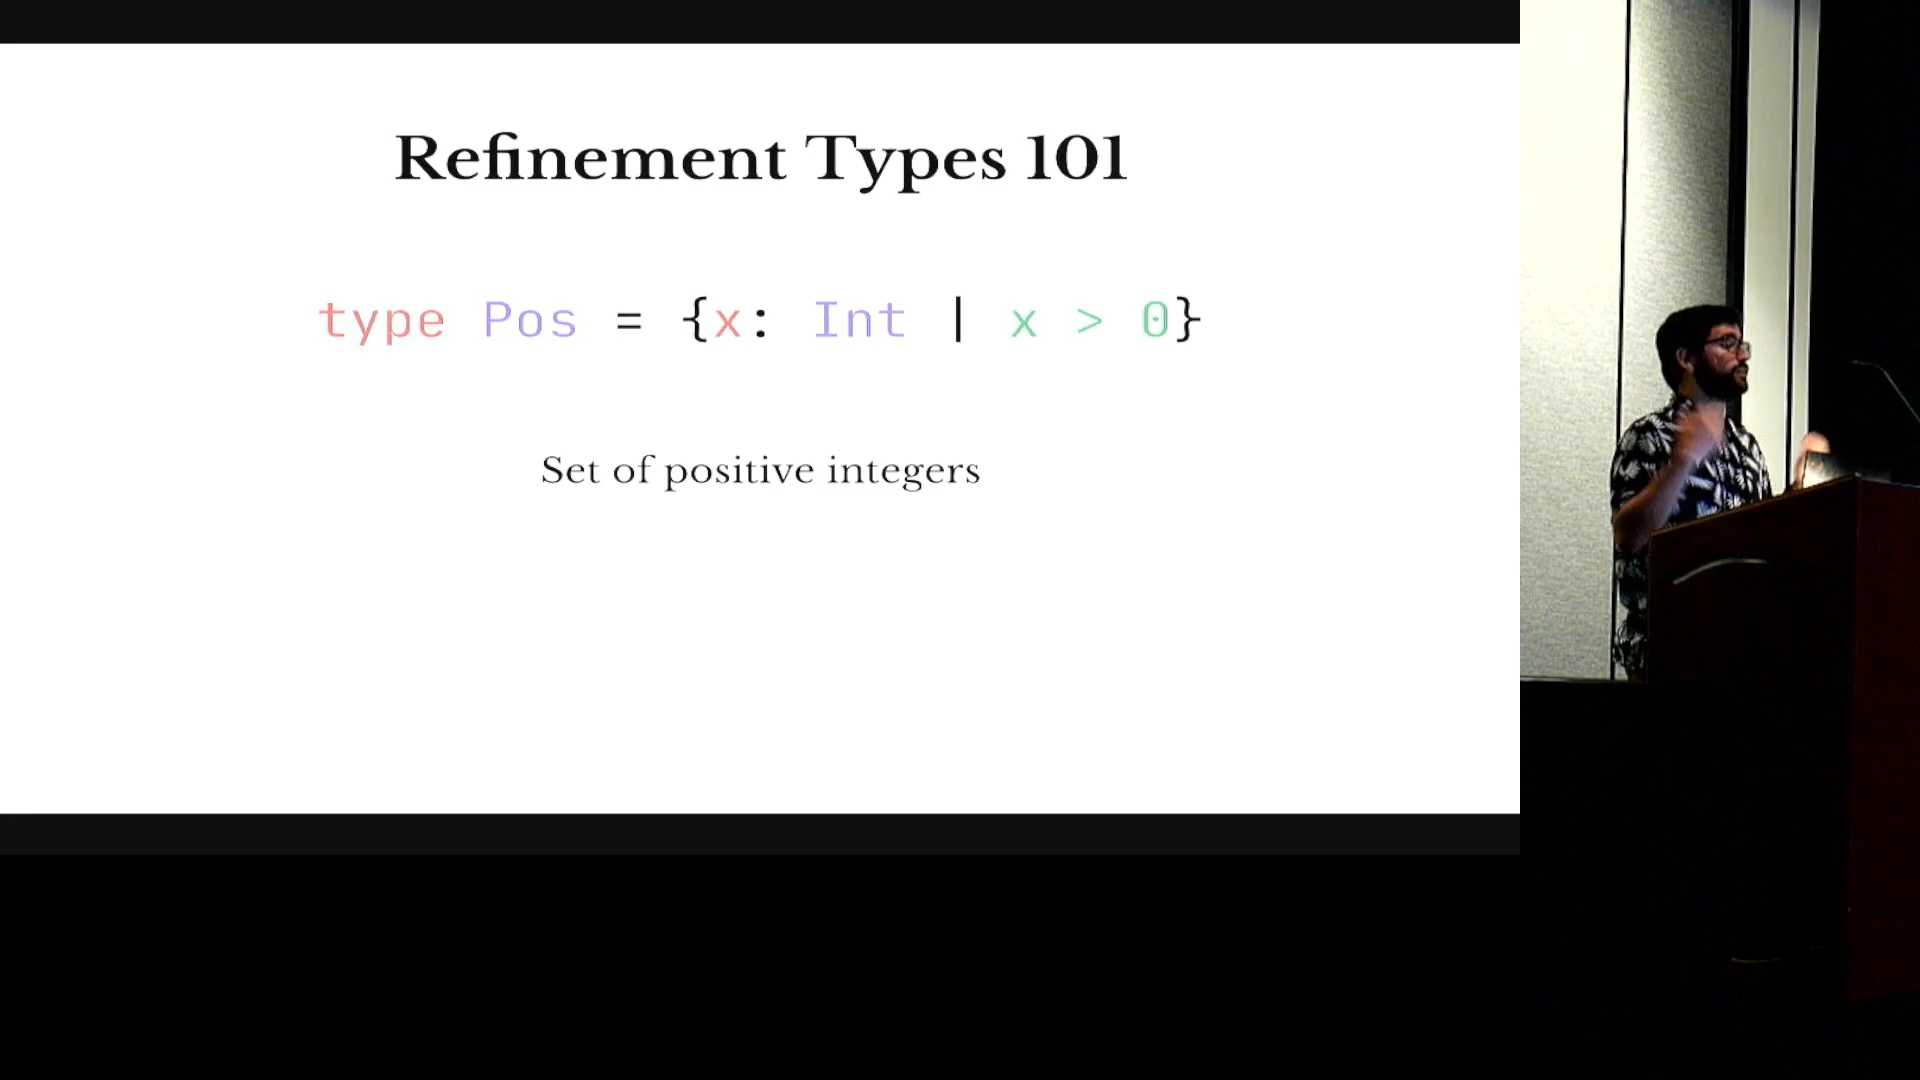 Refinement Types 101
type Pos = {x: Int | x > 0}
Set of positive integers